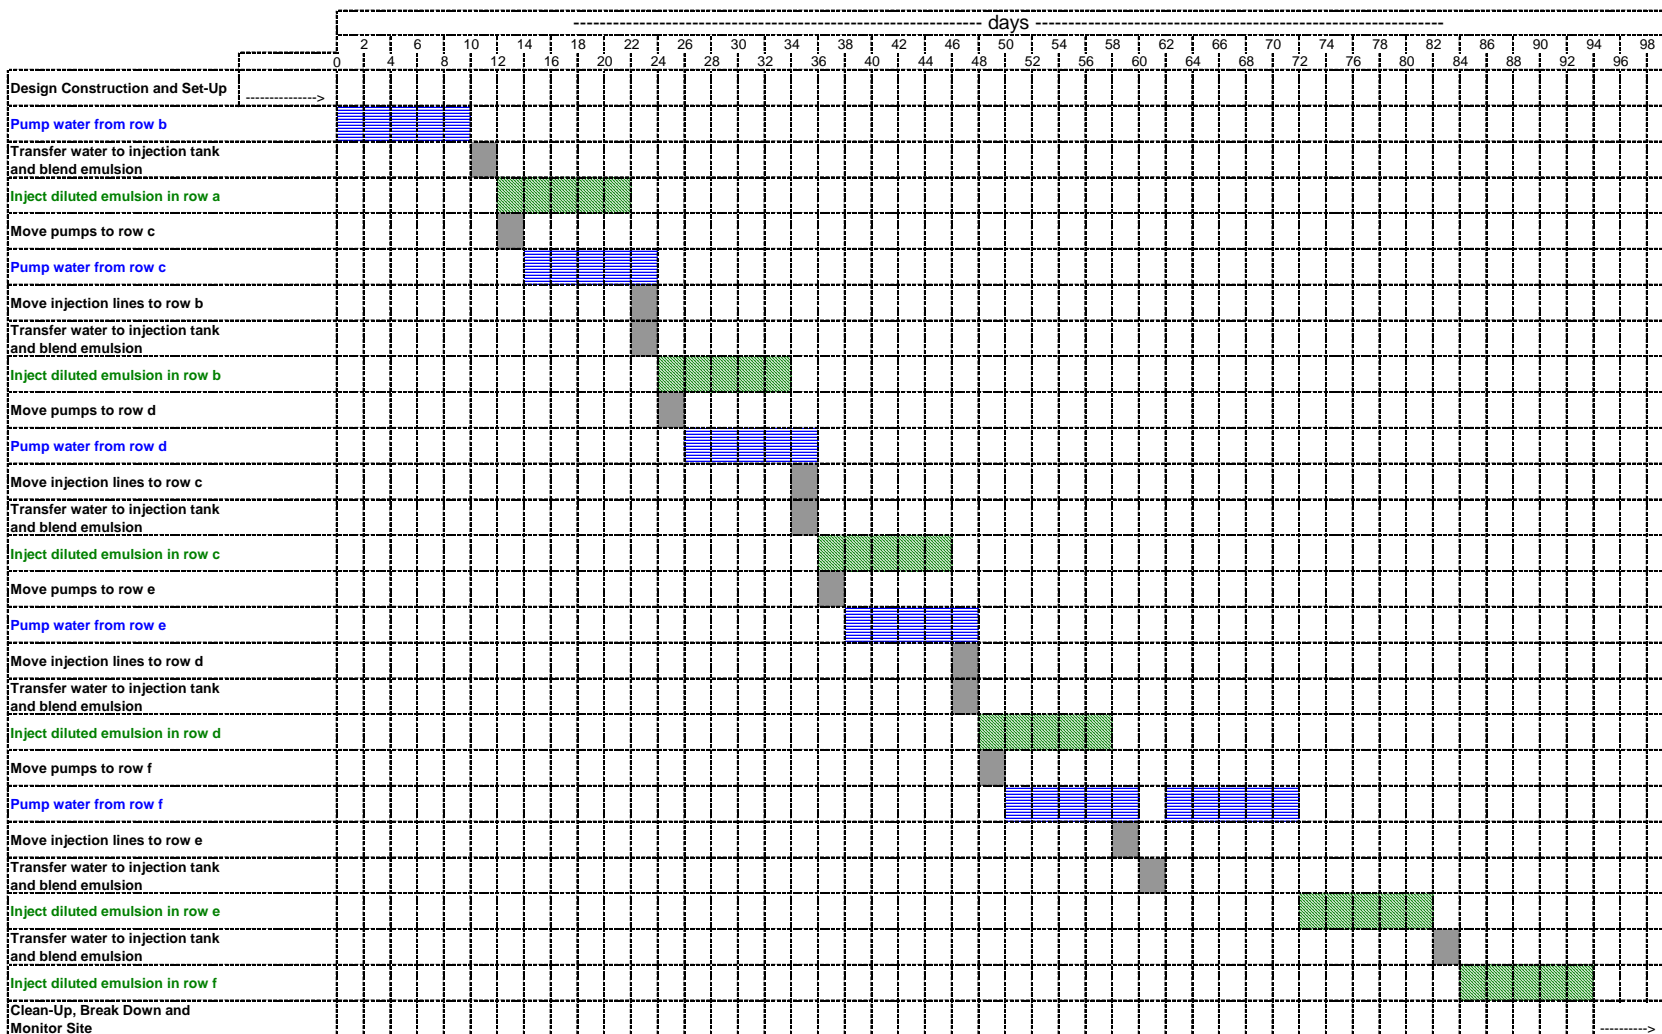 days
2 6 10 14 18 22 26 30 34 38 42 46 50 54 58 62 66 70 74 78 82 86 90 94 98
0 4 8 12 16 20 24 28 32 36 40 44 48 52 56 60 64 68 72 76 80 84 88 92 96
Design Construction and Set-Up
Pump water from row b
Transfer water to injection tank
and blend emulsion
Inject diluted emulsion in row a
Move pumps to row c
Pump water from row c
Move injection lines to row b
Transfer water to injection tank
and blend emulsion
Inject diluted emulsion in row b
Move pumps to row d
Pump water from row d
Move injection lines to row c
Transfer water to injection tank
and blend emulsion
Inject diluted emulsion in row c
Move pumps to row e
Pump water from row e
Move injection lines to row d
Transfer water to injection tank
and blend emulsion
Inject diluted emulsion in row d
Move pumps to row f
Pump water from row f
Move injection lines to row e
Transfer water to injection tank
and blend emulsion
Inject diluted emulsion in row e
Transfer water to injection tank
and blend emulsion
Inject diluted emulsion in row f
Clean-Up, Break Down and
Monitor Site